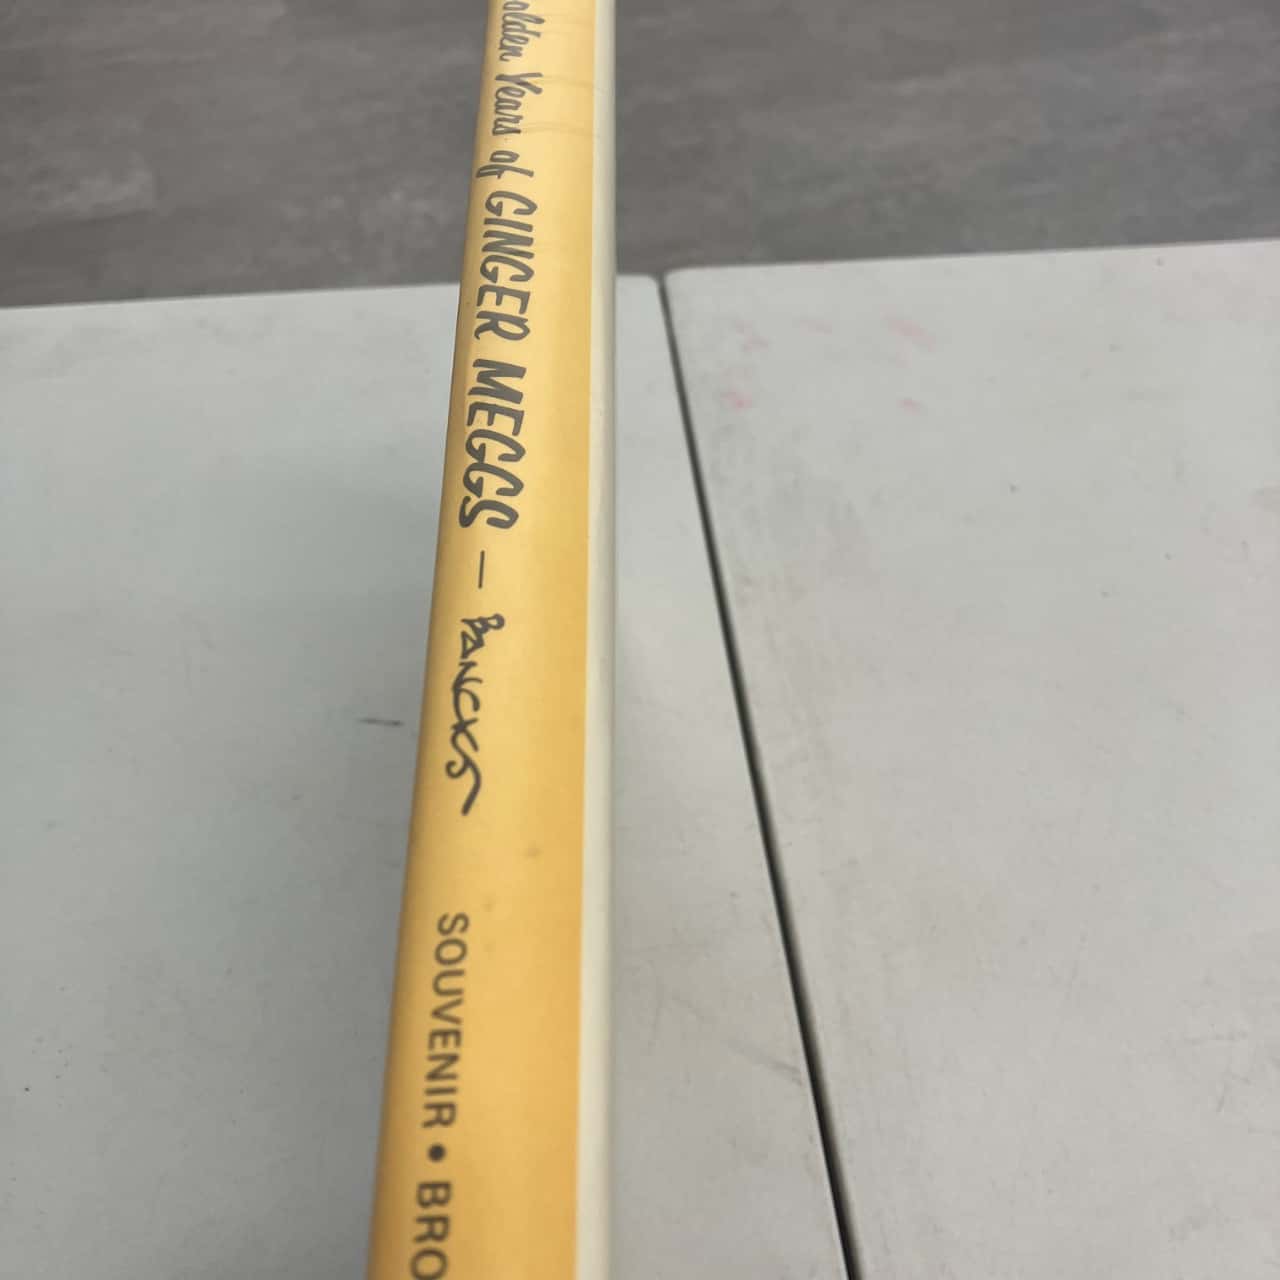 olden Years of GINGER MEGGS – BANCKS SOUVENIR • BRO